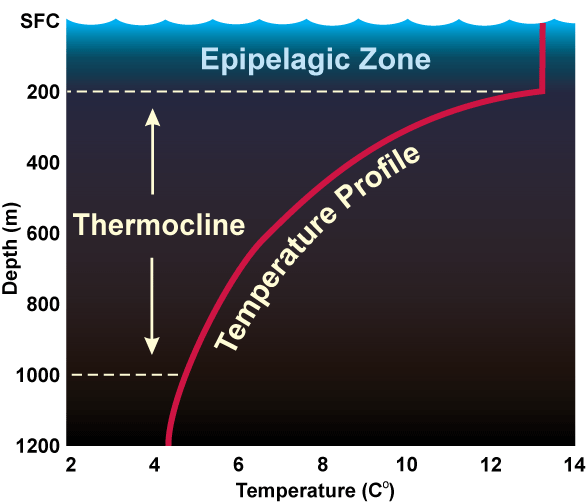 SFC
Epipelagic Zone
200
400
Temperature Profile
Thermocline
600
Depth (m)
800
1000
1200
2 4 6 8 10 12 14
Temperature (Cº)